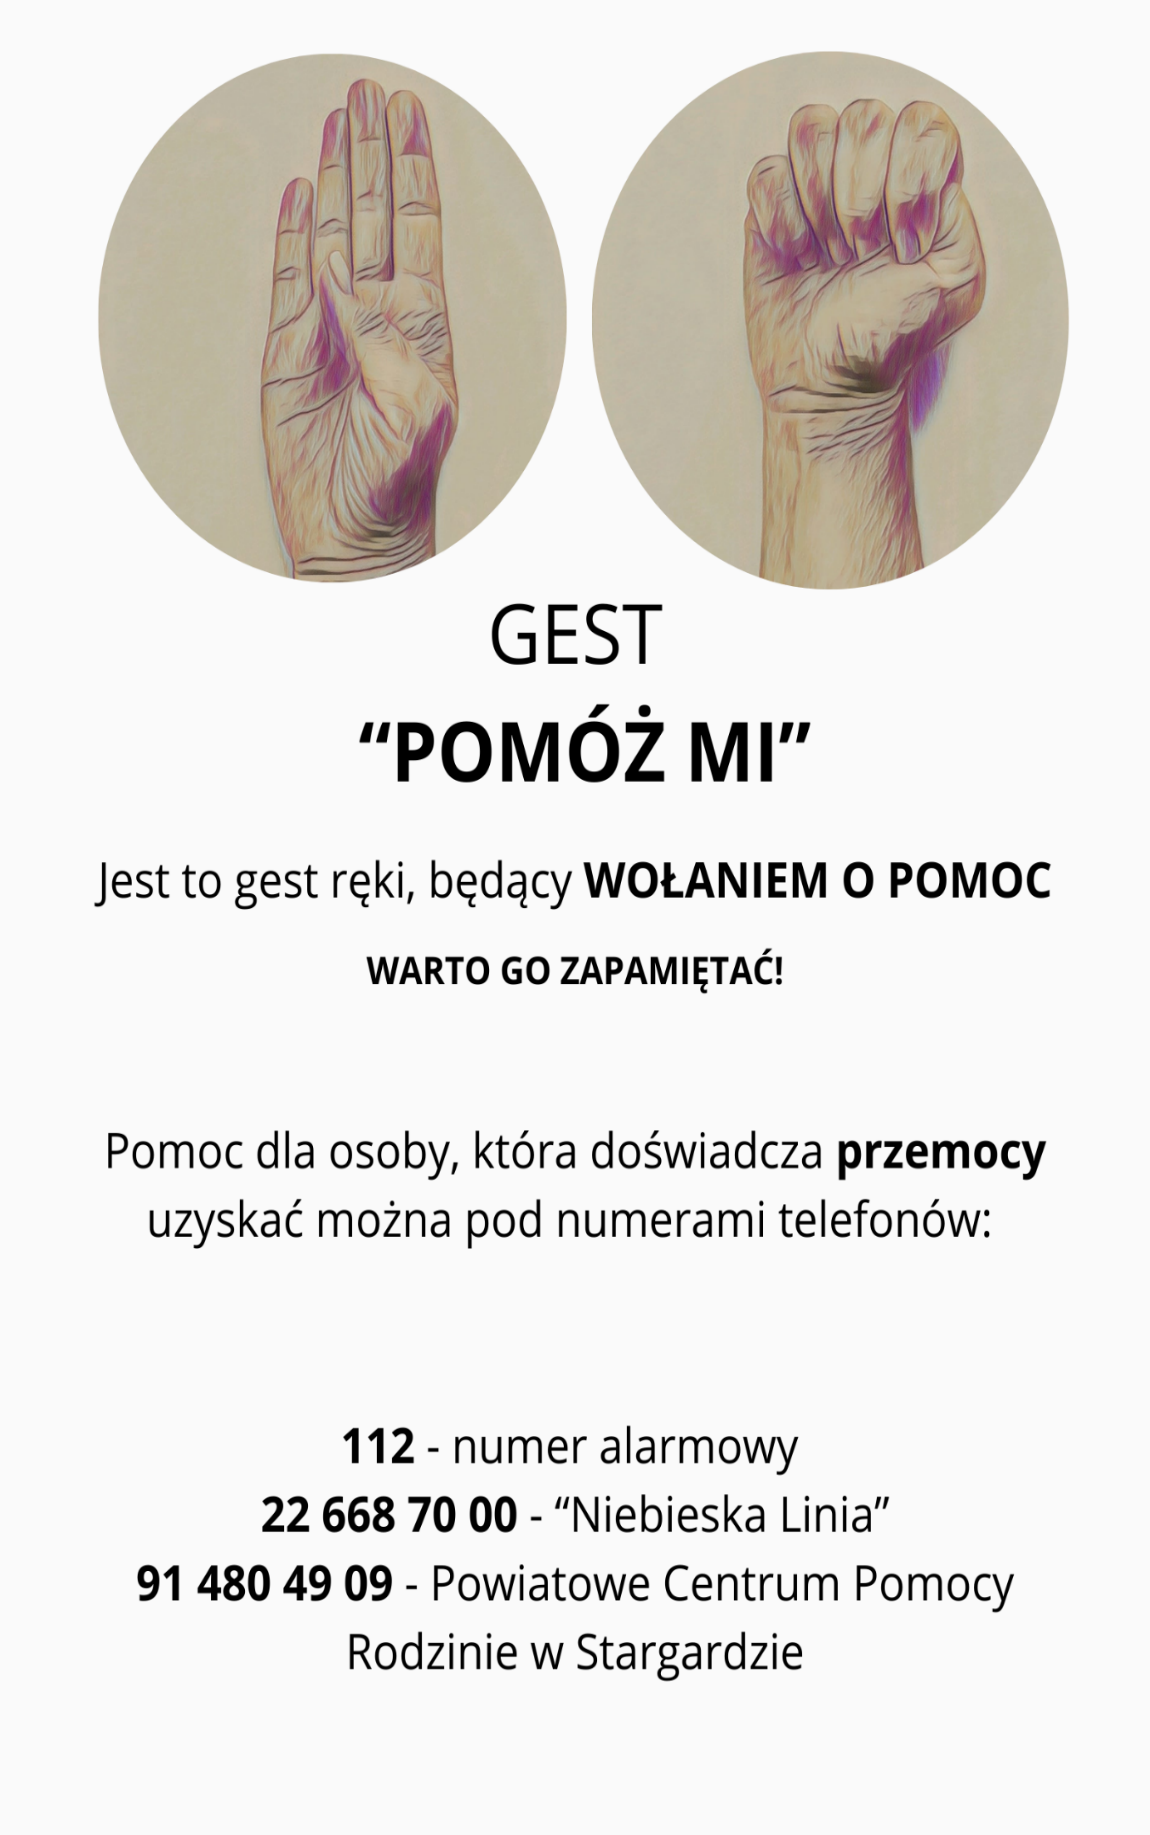 GEST
“POMÓŻ MI”
Jest to gest ręki, będący WOŁANIEM O POMOC
WARTO GO ZAPAMIĘTAĆ!
Pomoc dla osoby, która doświadcza przemocy
uzyskać można pod numerami telefonów:
112 - numer alarmowy
22 668 70 00 - “Niebieska Linia”
91 480 49 09 - Powiatowe Centrum Pomocy
Rodzinie w Stargardzie